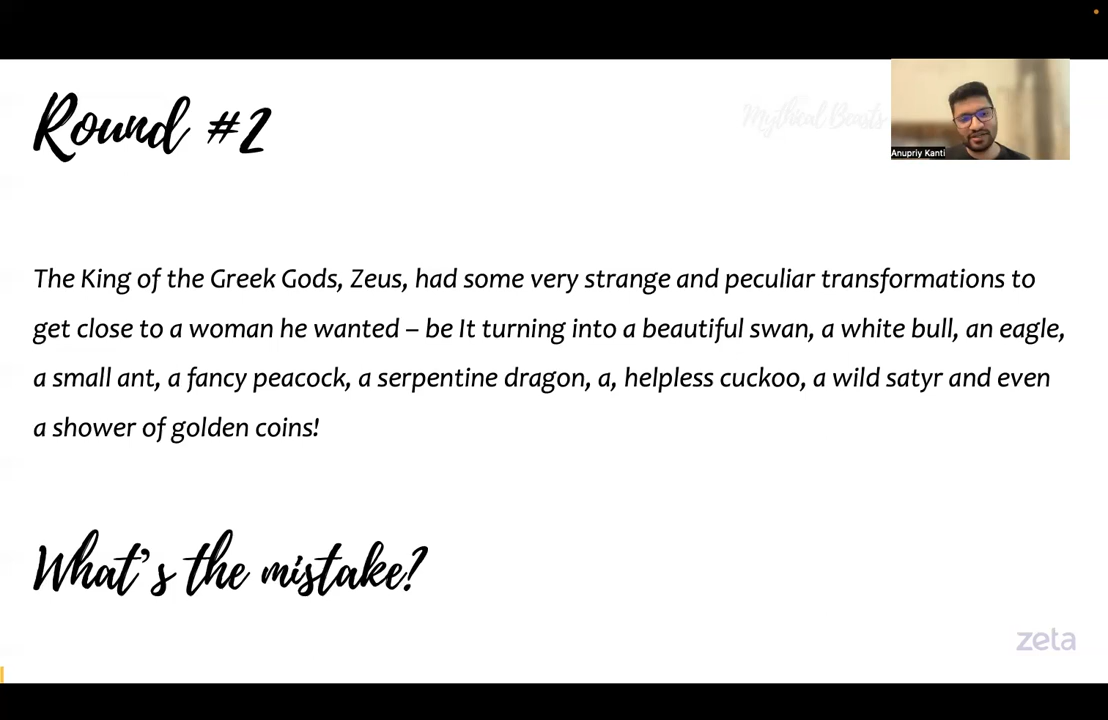 Round #2
Mythical Beasts
Anupriy Kanti
The King of the Greek Gods, Zeus, had some very strange and peculiar transformations to
get close to a woman he wanted – be It turning into a beautiful swan, a white bull, an eagle,
a small ant, a fancy peacock, a serpentine dragon, a, helpless cuckoo, a wild satyr and even
a shower of golden coins!
What's the mistake?
zeta